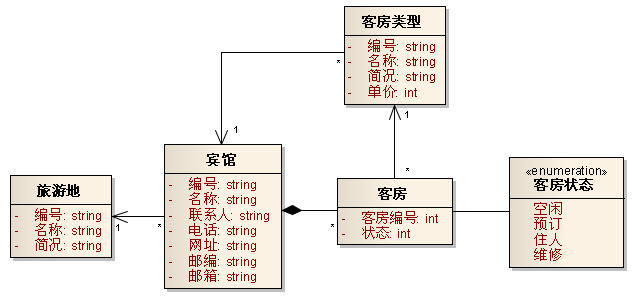 客房类型
- 编号: string
- 名称: string
- 简况: string
- 单价: int
*
1
1
*
宾馆
- 编号: string
- 名称: string
- 联系人: string
- 电话: string
- 网址: string
- 邮编: string
- 邮箱: string
旅游地
- 编号: string
- 名称: string
- 简况: string
1
*
*
客房
- 客房编号: int
- 状态: int
«enumeration»
客房状态
空闲
预订
住人
维修